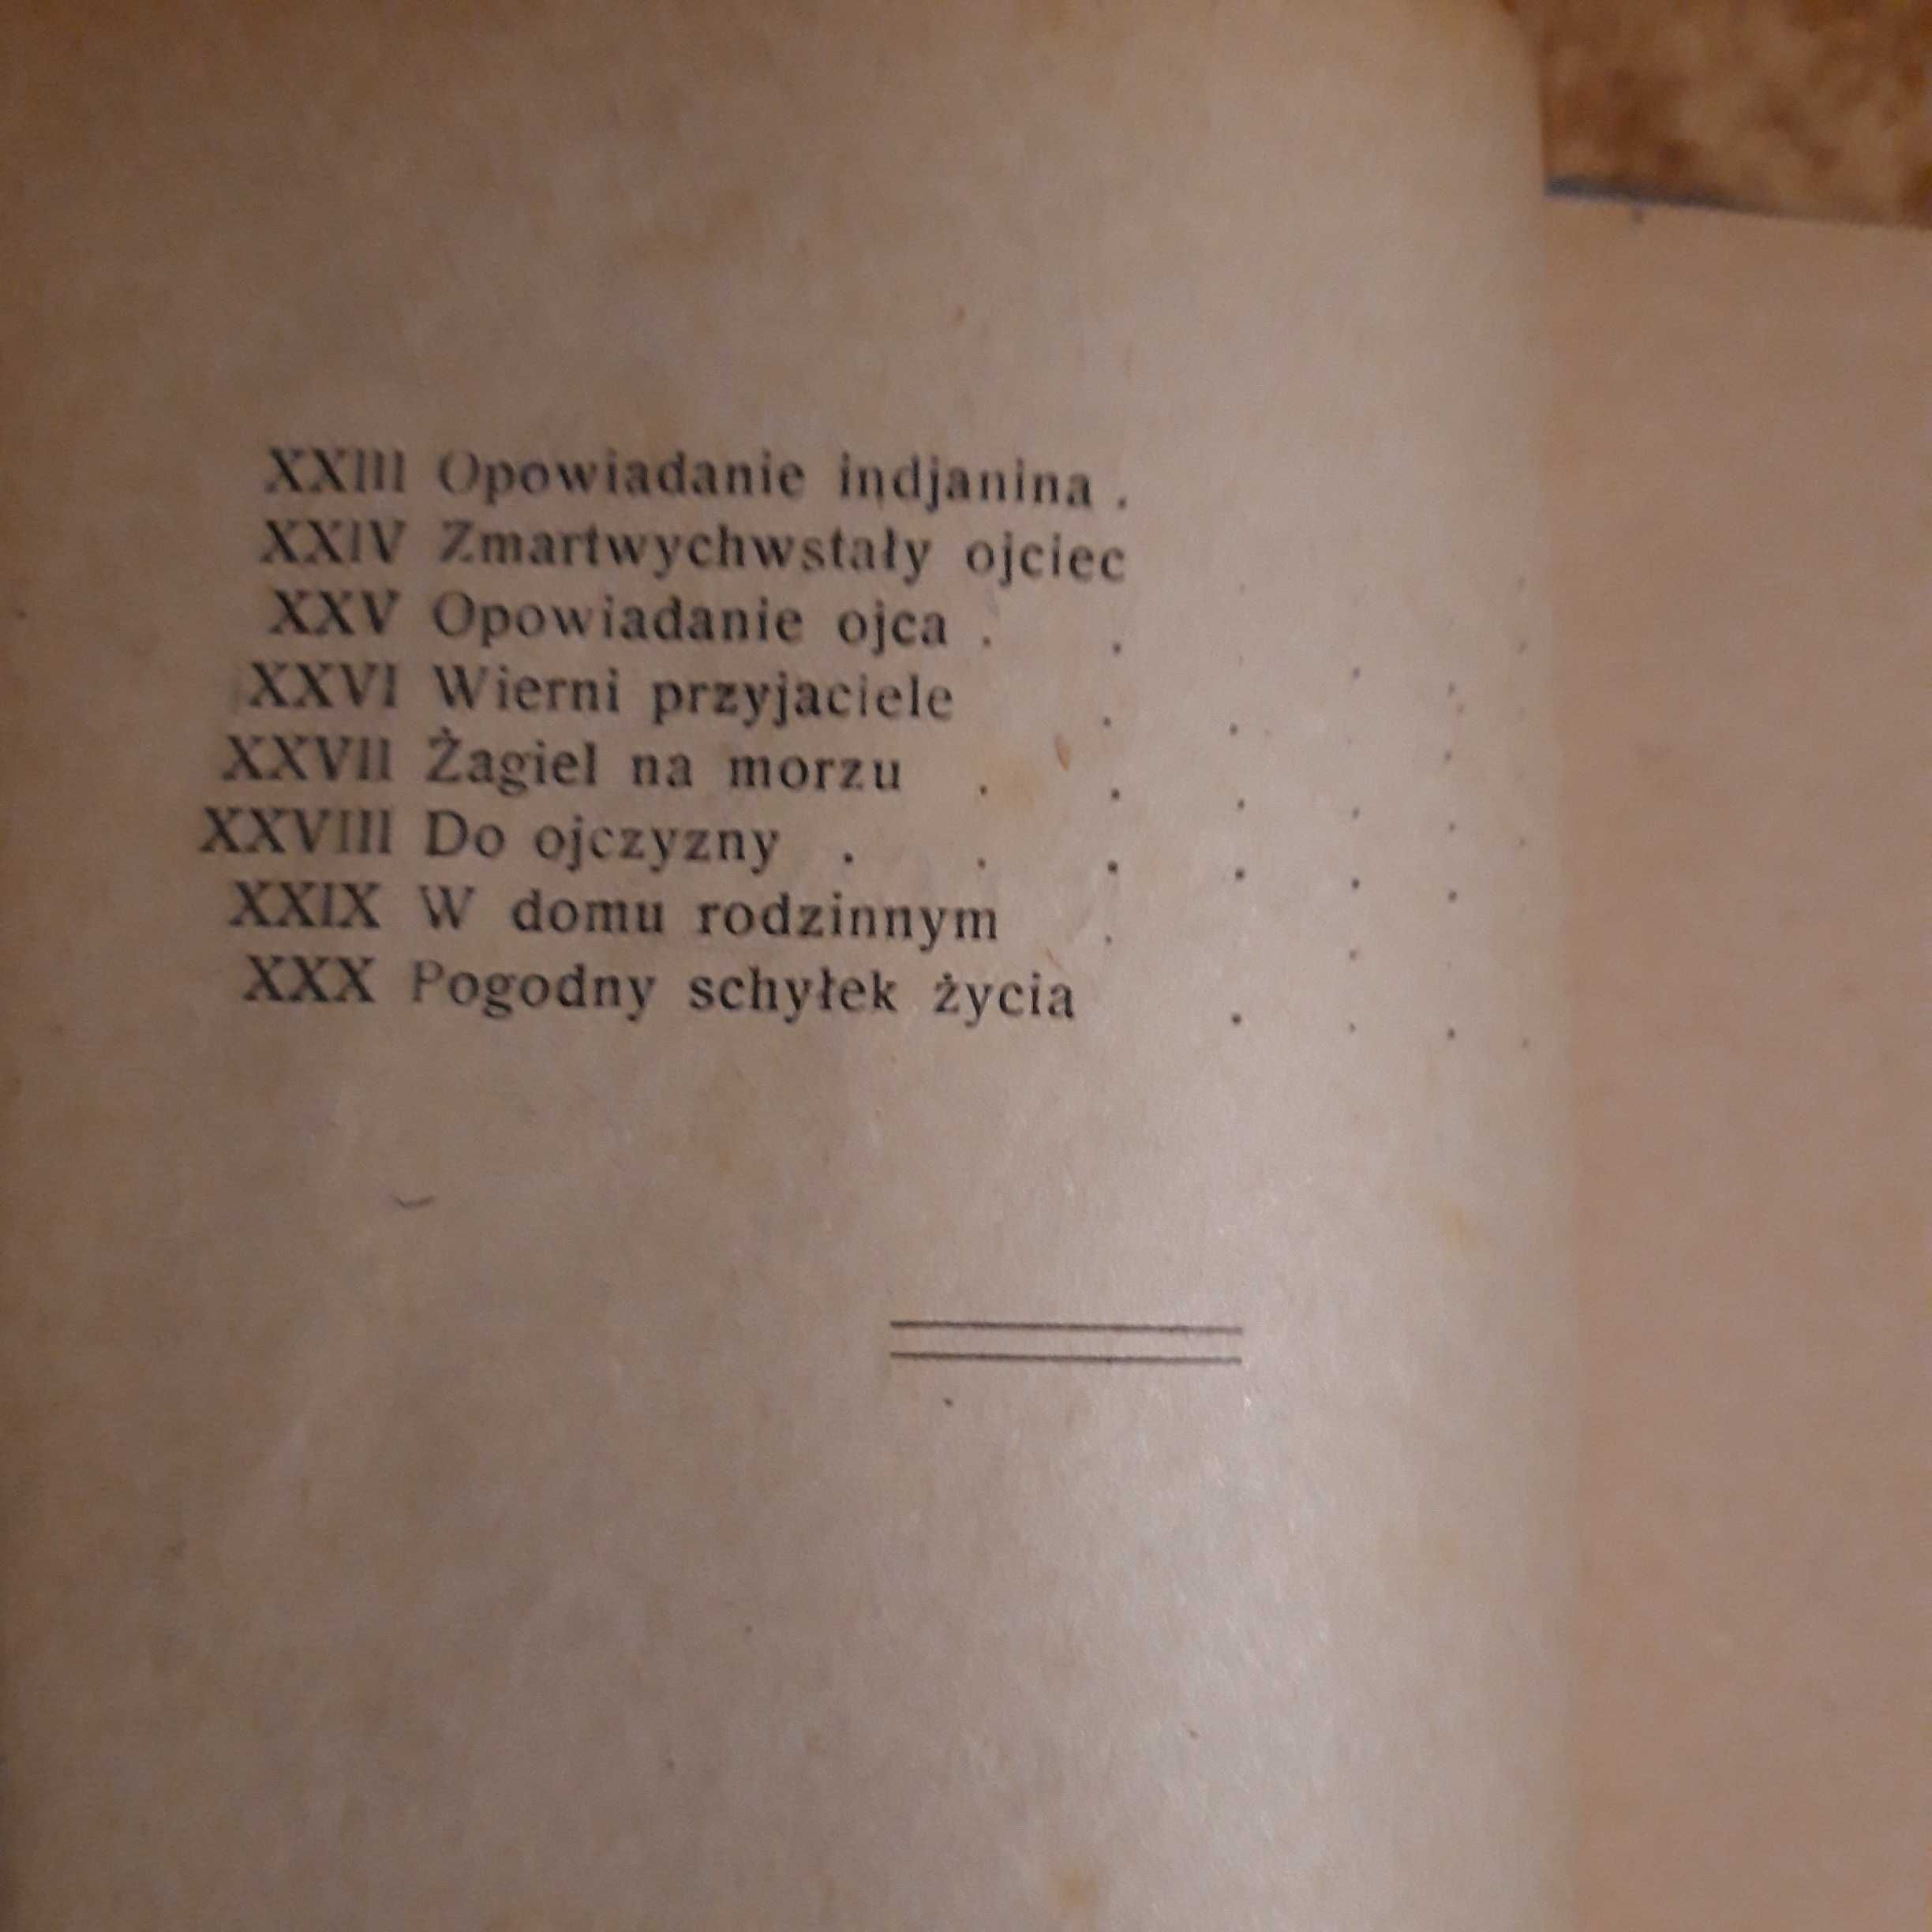 XXIII Opowiadanie indjanina .
XXIV Zmartwychwstały ojciec
XXV Opowiadanie ojca . . . .
XXVI Wierni przyjaciele . . . .
XXVII Żagiel na morzu . . . . . .
XXVIII Do ojczyzny . . . . . .
XXIX W domu rodzinnym . .
XXX Pogodny schyłek życia . . . .